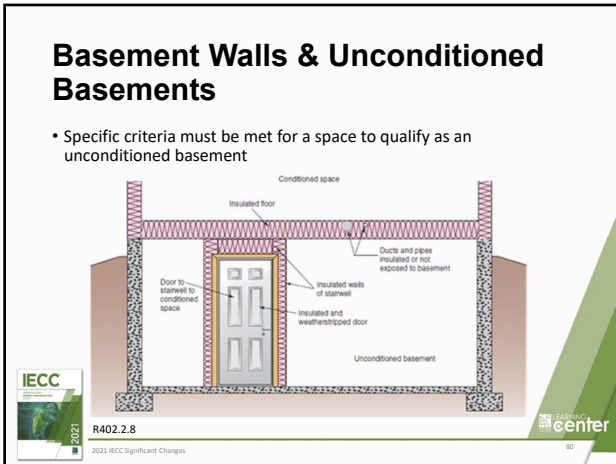 Basement Walls & Unconditioned
Basements
• Specific criteria must be met for a space to qualify as an
unconditioned basement
Conditioned space
Insulated floor
Ducts and pipes
insulated or not
exposed to basement
Door to
stairwell to
conditioned
space
Insulated walls
of stairwell
Insulated and
weatherstripped door
Unconditioned basement
IECC
2021
R402.2.8
2021 IECC Significant Changes
LEARNING
center
80